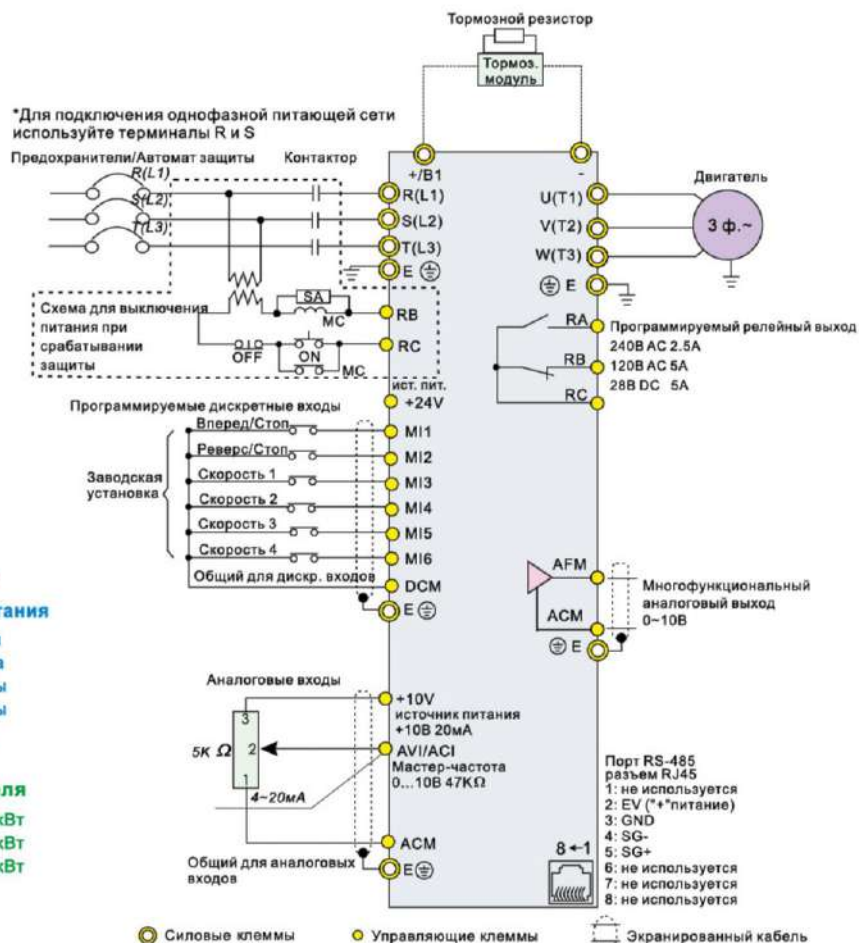 Тормозной резистор
Тормоз.
модуль
*Для подключения однофазной питающей сети
используйте терминалы R и S
Предохранители/Автомат защиты
Контактор
R(L1)
S(L2)
T(L3)
+/B1
-
R(L1)
S(L2)
T(L3)
E
U(T1)
V(T2)
W(T3)
E
Двигатель
3 ф.~
Схема для выключения
питания при
срабатывании
защиты
SA
MC
OFF
ON
MC
RB
RC
RA
RB
RC
Программируемый релейный выход
240В AC 2.5A
120В AC 5A
28В DC 5A
ист. пит.
+24V
Программируемые дискретные входы
Заводская
установка
Вперед/Стоп
MI1
Реверс/Стоп
MI2
Скорость 1
MI3
Скорость 2
MI4
Скорость 3
MI5
Скорость 4
MI6
Общий для дискр. входов
DCM
E
AFM
ACM
E
Многофункциональный
аналоговый выход
0~10В
Аналоговые входы
+10V
источник питания
+10В 20мА
3
5K Ω
2
1
AVI/ACI
Мастер-частота
0...10В 47KΩ
4~20мА
ACM
Общий для аналоговых
входов
E
Порт RS-485
разъем RJ45
1: не используется
2: EV ("+"питание)
3: GND
4: SG-
5: SG+
6: не используется
7: не используется
8: не используется
8←1
Силовые клеммы
Управляющие клеммы
Экранированный кабель
кВт
кВт
кВт